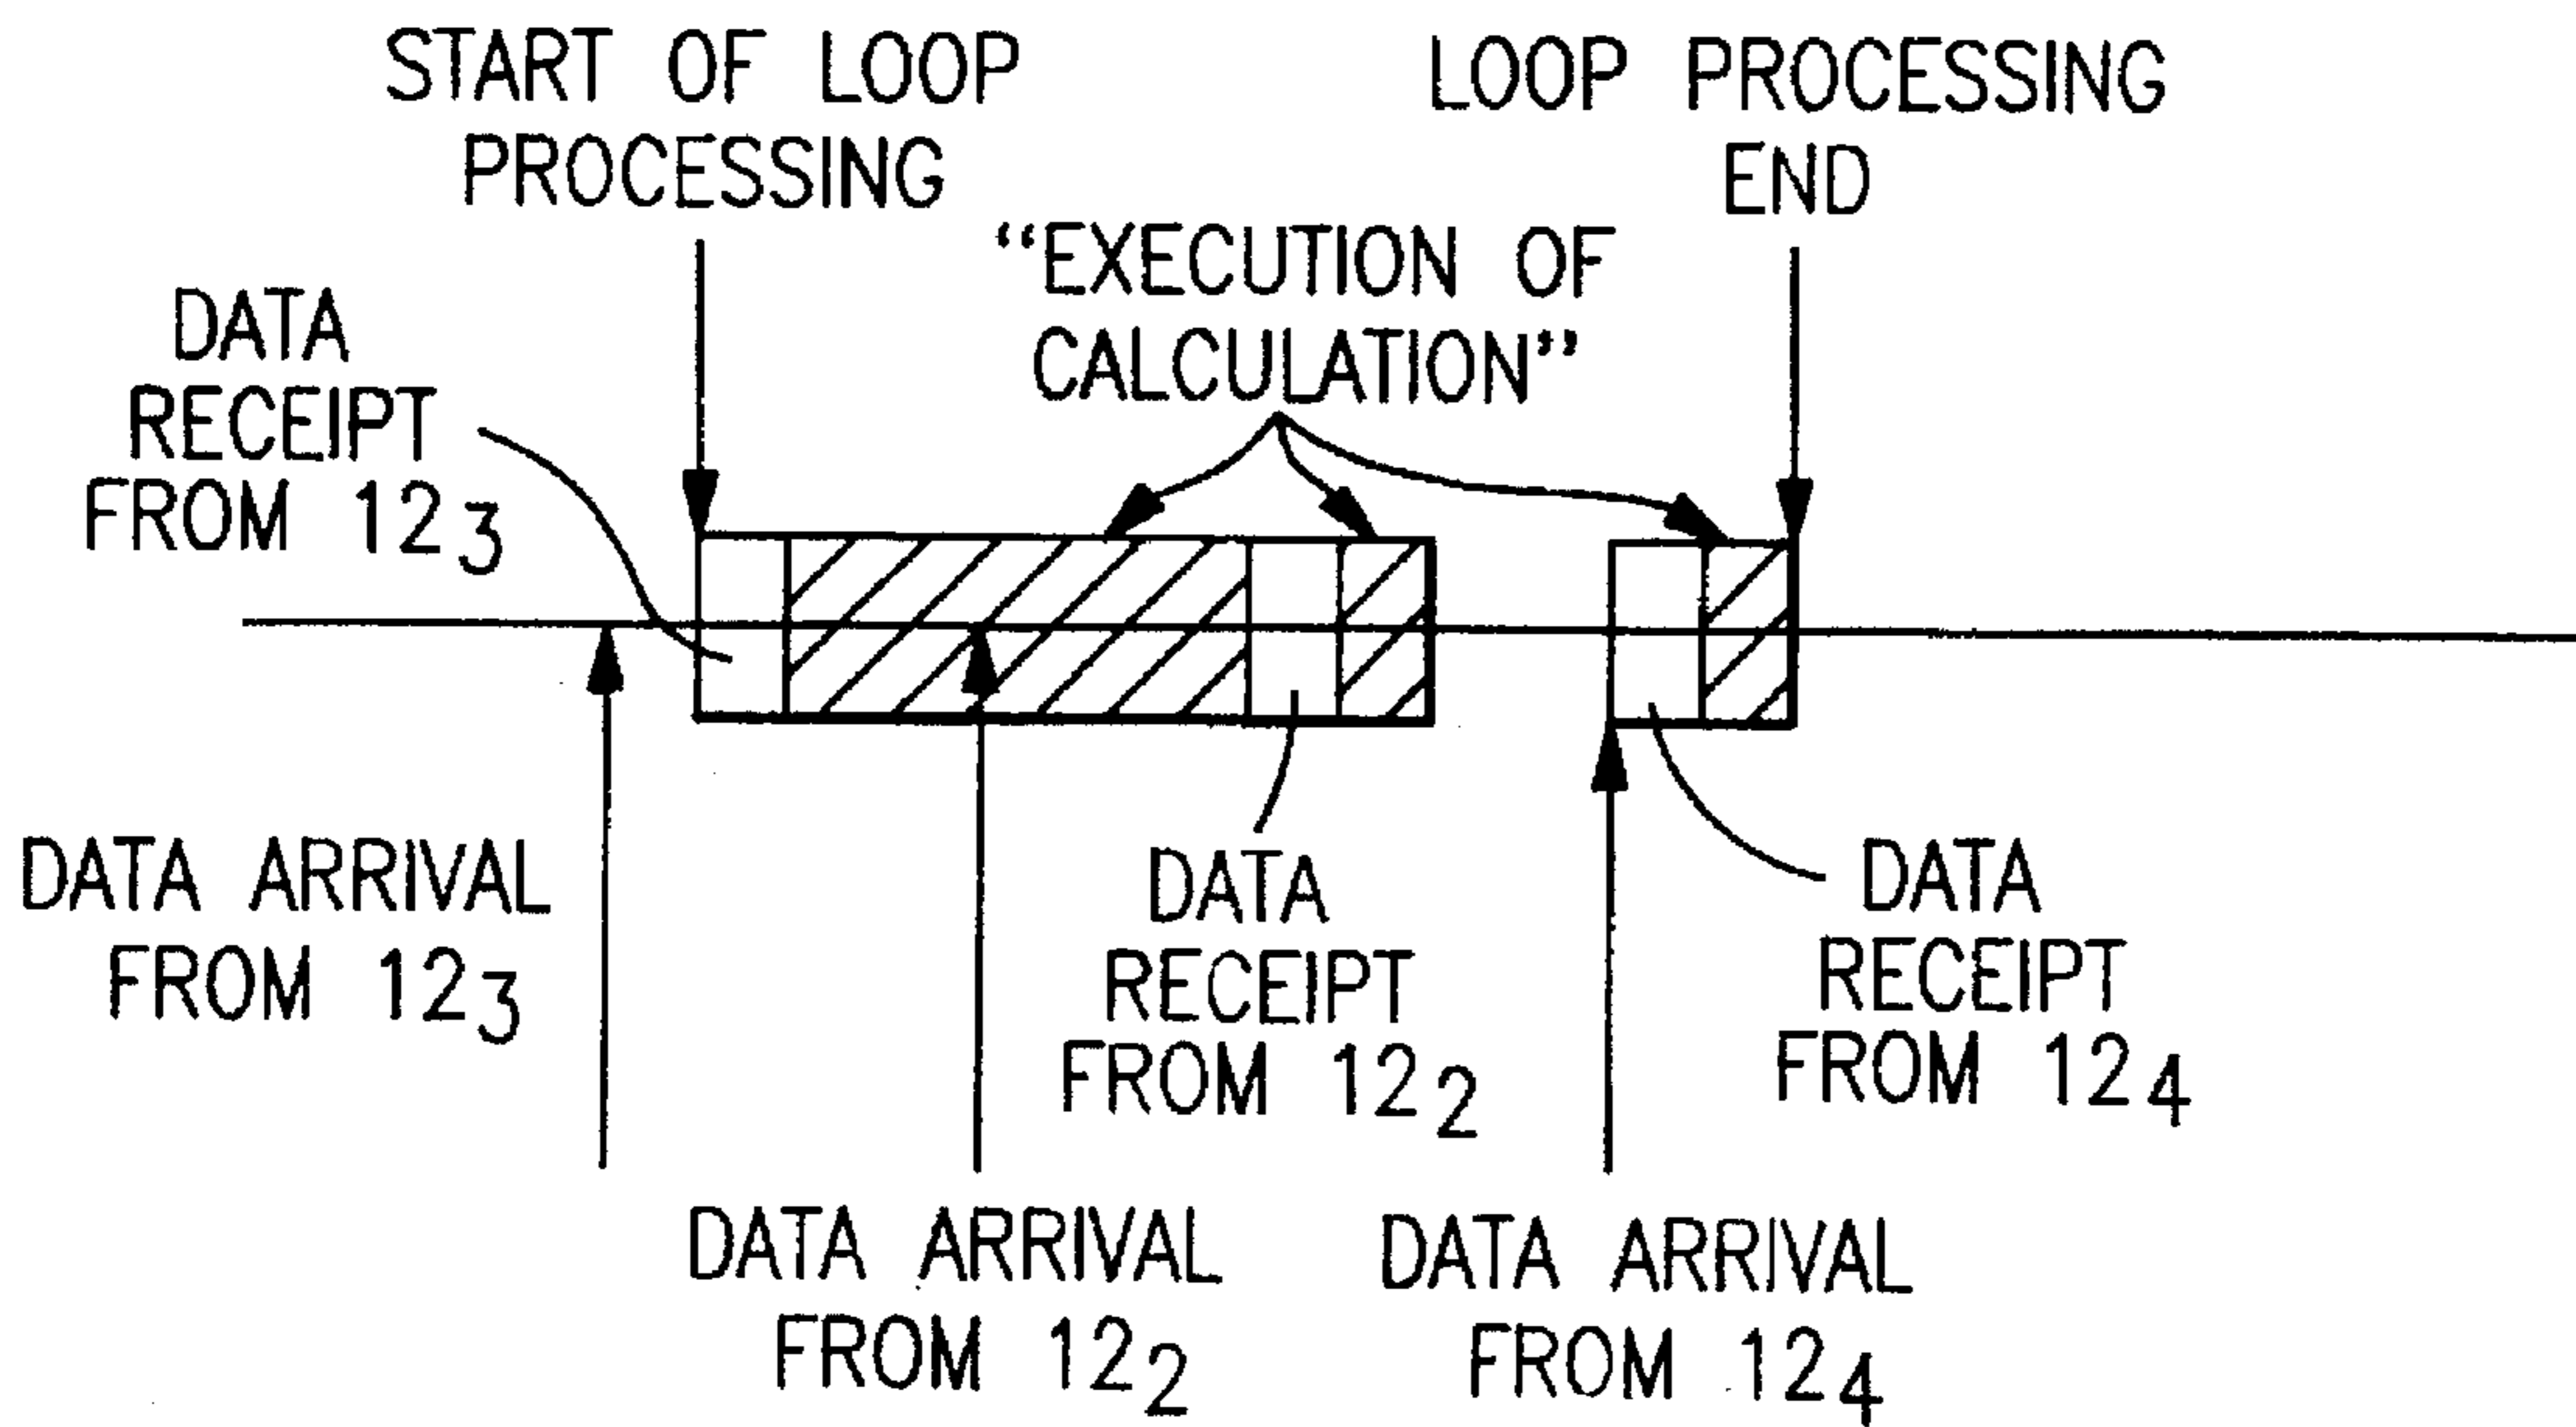 START OF LOOP
PROCESSING
LOOP PROCESSING
END
“EXECUTION OF
CALCULATION”
DATA
RECEIPT
FROM 12₃
DATA ARRIVAL
FROM 12₃
DATA
RECEIPT
FROM 12₂
DATA
RECEIPT
FROM 12₄
DATA ARRIVAL
FROM 12₂
DATA ARRIVAL
FROM 12₄